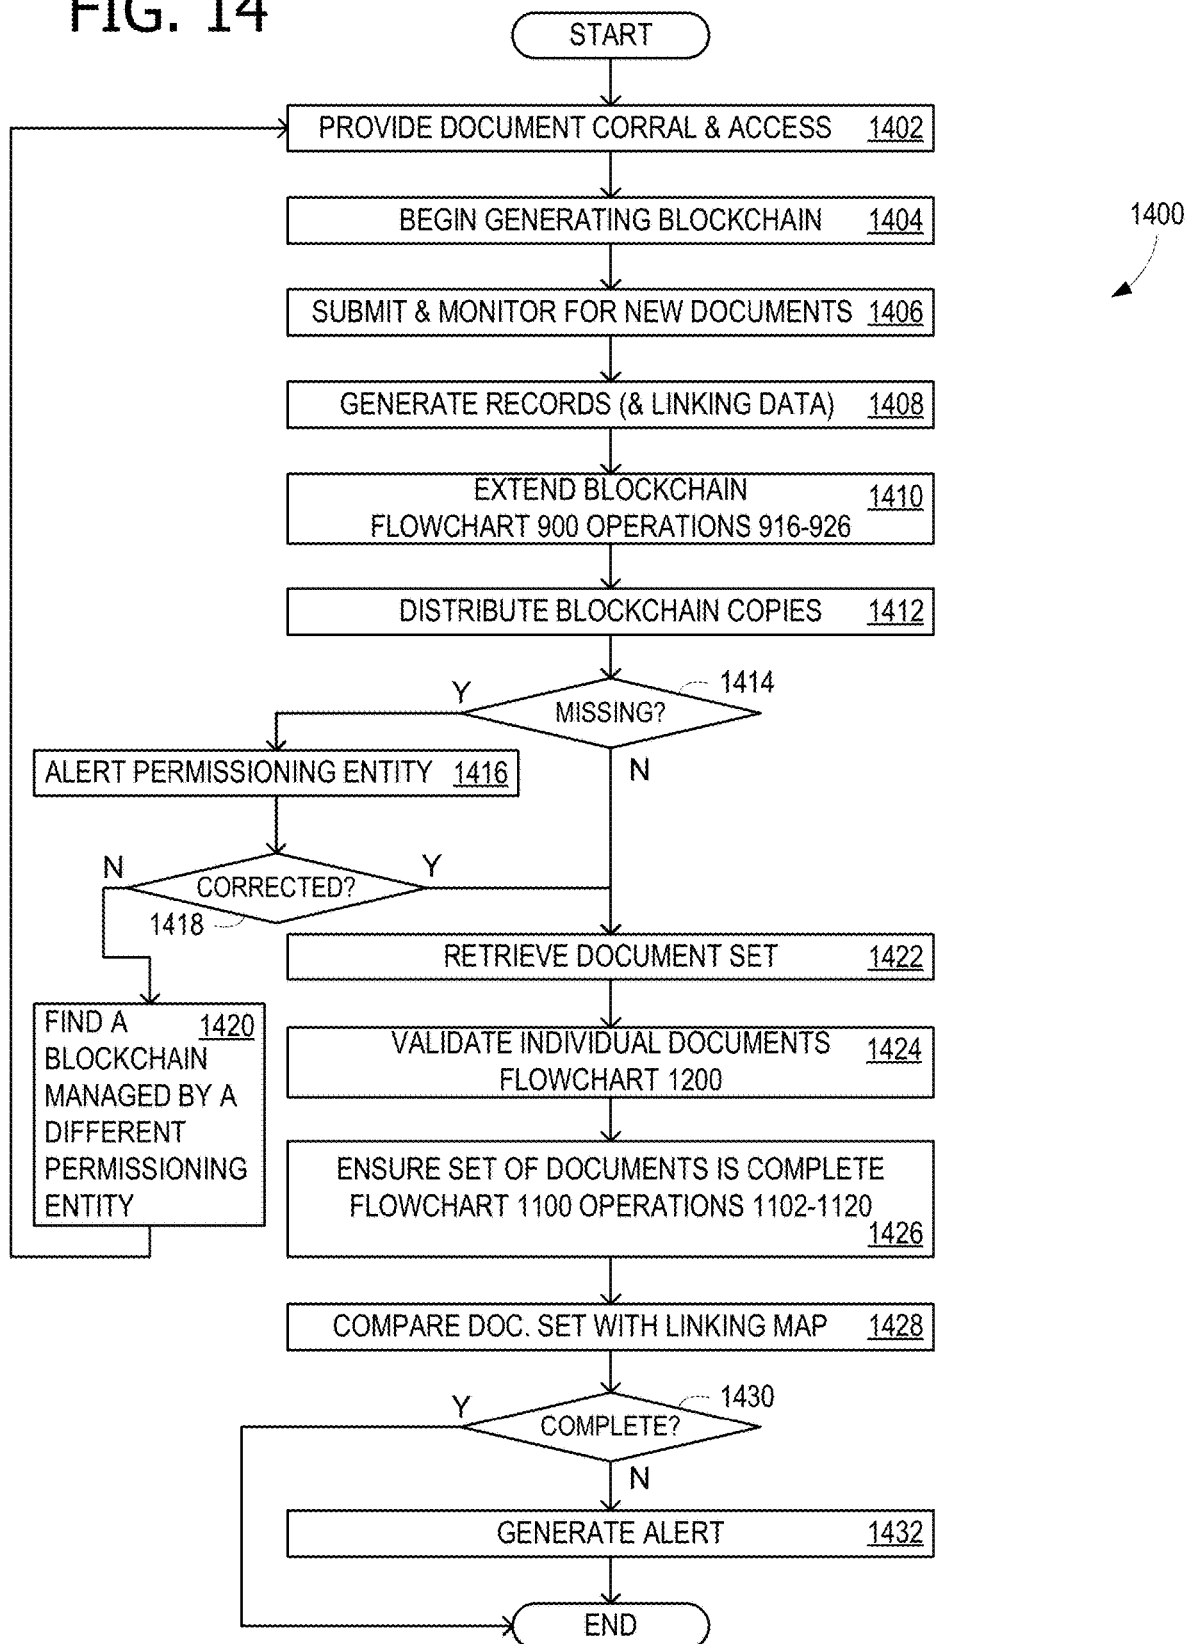 FIG. 14
START
PROVIDE DOCUMENT CORRAL & ACCESS 1402
1400
BEGIN GENERATING BLOCKCHAIN 1404
SUBMIT & MONITOR FOR NEW DOCUMENTS 1406
GENERATE RECORDS (& LINKING DATA) 1408
EXTEND BLOCKCHAIN 1410
FLOWCHART 900 OPERATIONS 916-926
DISTRIBUTE BLOCKCHAIN COPIES 1412
Y
1414
MISSING?
N
ALERT PERMISSIONING ENTITY 1416
N
Y
CORRECTED?
1418
RETRIEVE DOCUMENT SET 1422
FIND A 1420
BLOCKCHAIN
MANAGED BY A
DIFFERENT
PERMISSIONING
ENTITY
VALIDATE INDIVIDUAL DOCUMENTS 1424
FLOWCHART 1200
ENSURE SET OF DOCUMENTS IS COMPLETE
FLOWCHART 1100 OPERATIONS 1102-1120
1426
COMPARE DOC. SET WITH LINKING MAP 1428
Y
1430
COMPLETE?
N
GENERATE ALERT 1432
END